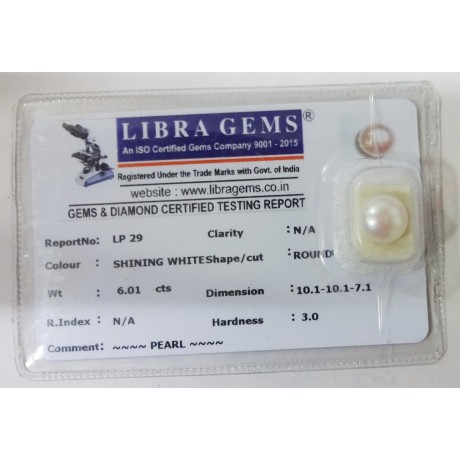 LIBRA GEMS ®
An ISO Certified Gems Company 9001 - 2015
Registered Under the Trade Marks with Govt. of India
website : www.libragems.co.in
GEMS & DIAMOND CERTIFIED TESTING REPORT
ReportNo: LP 29 Clarity : N/A
Colour : SHINING WHITE Shape/cut : ROUND
Wt : 6.01 cts Dimension : 10.1-10.1-7.1
R.Index : N/A Hardness : 3.0
Comment: ~~~~ PEARL ~~~~